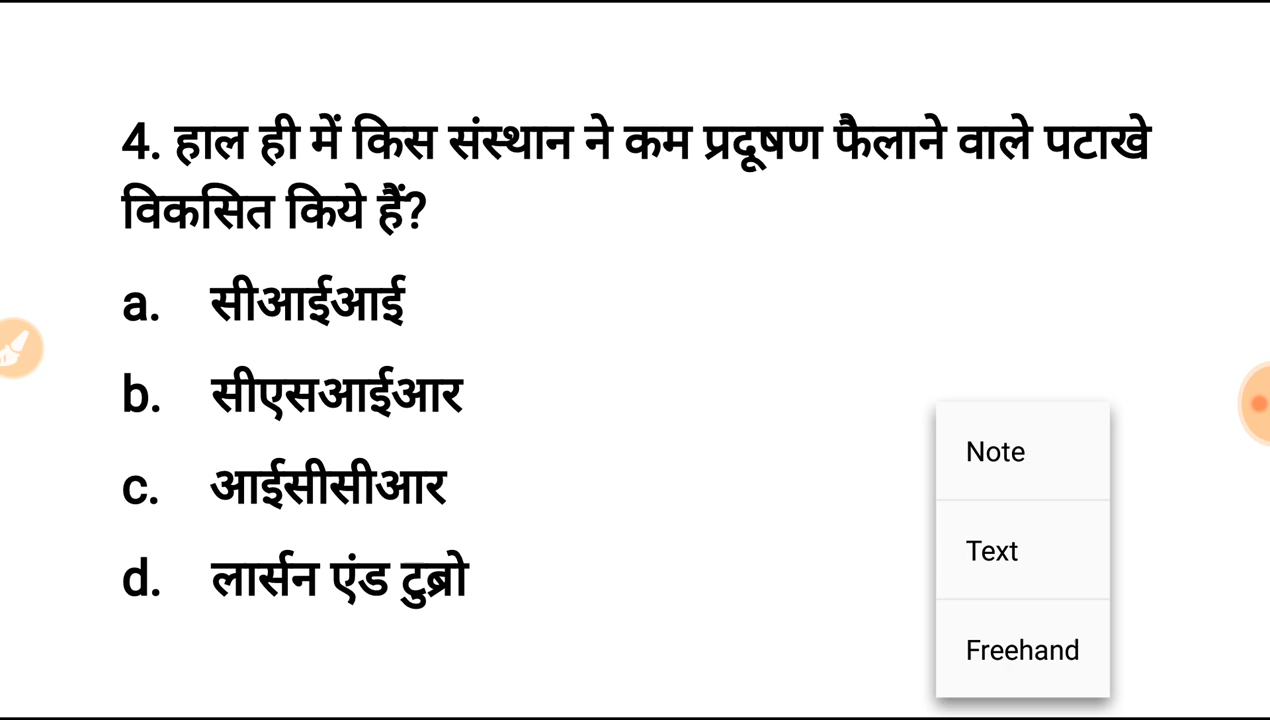 4. हाल ही में किस संस्थान ने कम प्रदूषण फैलाने वाले पटाखे
विकसित किये हैं?
a. सीआईआई
b. सीएसआईआर
c. आईसीसीआर
d. लार्सन एंड टुब्रो
Note
Text
Freehand